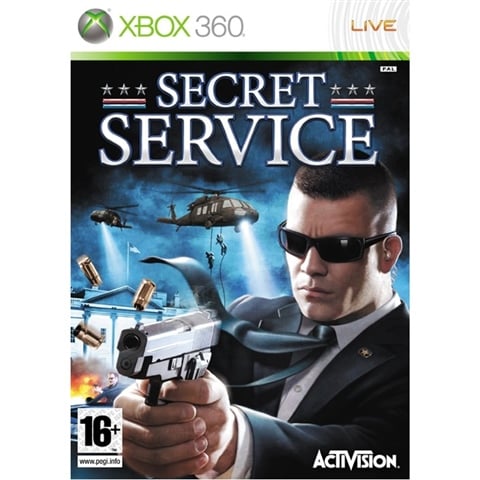 XBOX 360.
LIVE
PAL
SECRET
SERVICE
16+
www.pegi.info
ACTIVISION.